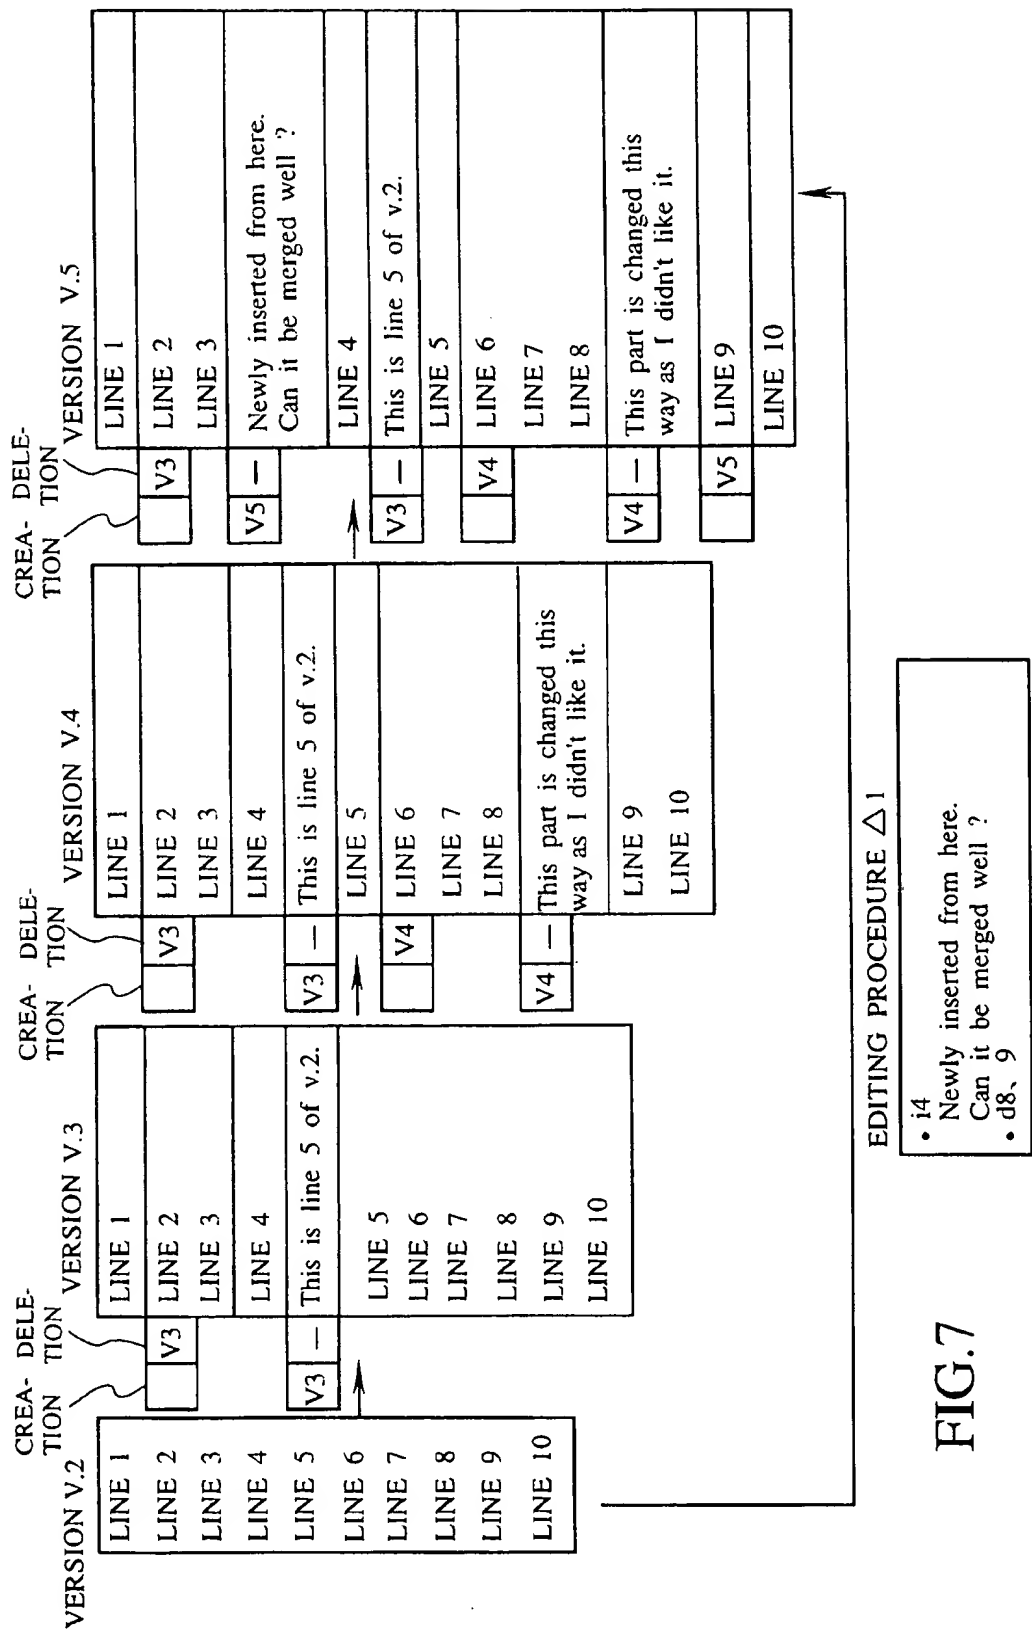 VERSION V.2
LINE 1
LINE 2
LINE 3
LINE 4
LINE 5
LINE 6
LINE 7
LINE 8
LINE 9
LINE 10
CREA-
TION
DELE-
TION
VERSION V.3
LINE 1
V3 LINE 2
LINE 3
LINE 4
V3 — This is line 5 of v.2.
LINE 5
LINE 6
LINE 7
LINE 8
LINE 9
LINE 10
CREA-
TION
DELE-
TION
VERSION V.4
LINE 1
V3 LINE 2
LINE 3
LINE 4
V3 — This is line 5 of v.2.
LINE 5
V4 LINE 6
LINE 7
LINE 8
V4 — This part is changed this
way as I didn't like it.
LINE 9
LINE 10
CREA-
TION
DELE-
TION
VERSION V.5
LINE 1
V3 LINE 2
LINE 3
V5 — Newly inserted from here.
Can it be merged well ?
LINE 4
V3 — This is line 5 of v.2.
LINE 5
V4 LINE 6
LINE 7
LINE 8
V4 — This part is changed this
way as I didn't like it.
V5 LINE 9
LINE 10
EDITING PROCEDURE △1
• i4
Newly inserted from here.
Can it be merged well ?
• d8、9
FIG.7